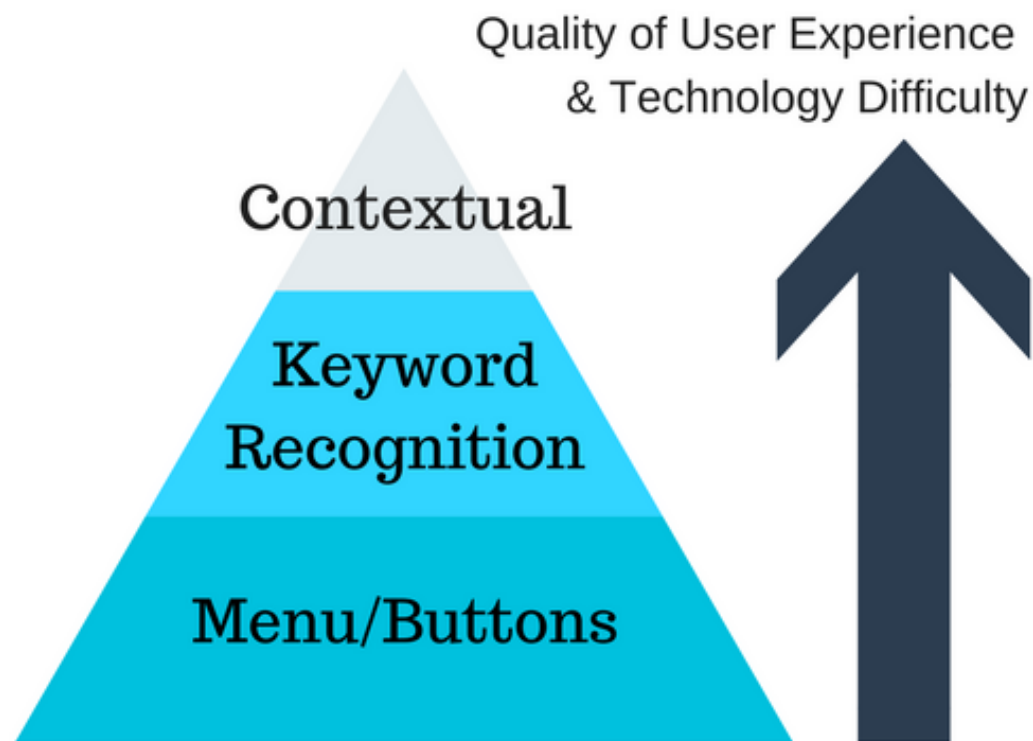 Quality of User Experience
& Technology Difficulty
Contextual
Keyword
Recognition
Menu/Buttons